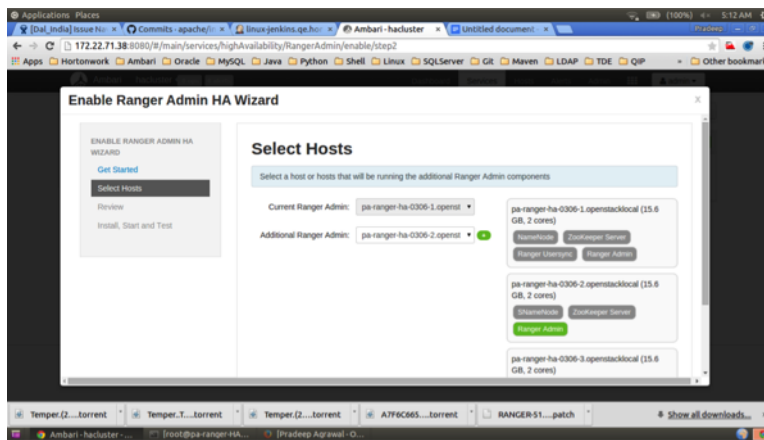 Applications Places
(100%)
5:12 AM
[Dal_India] Issue Na
Commits · apache/
linux-jenkins.qe.hor
Ambari - hacluster
Untitled document
Pradeep
172.22.71.38:8080/#/main/services/highAvailability/RangerAdmin/enable/step2
Apps Hortonwork Ambari Oracle MySQL Java Python Shell Linux SQLServer Git Maven LDAP TDE QIP » Other bookmar
Enable Ranger Admin HA Wizard
x
ENABLE RANGER ADMIN HA
WIZARD
Get Started
Select Hosts
Review
Install, Start and Test
Select Hosts
Select a host or hosts that will be running the additional Ranger Admin components
Current Ranger Admin: pa-ranger-ha-0306-1.openst
Additional Ranger Admin: pa-ranger-ha-0306-2.openst +
pa-ranger-ha-0306-1.openstacklocal (15.6
GB, 2 cores)
NameNode ZooKeeper Server
Ranger Usersync Ranger Admin
pa-ranger-ha-0306-2.openstacklocal (15.6
GB, 2 cores)
SNameNode ZooKeeper Server
Ranger Admin
pa-ranger-ha-0306-3.openstacklocal (15.6
GB, 2 cores)
Temper.(2....torrent
Temper..T....torrent
Temper.(2....torrent
A7F6C665....torrent
RANGER-51....patch
Show all downloads...
Ambari - hacluster - ...
[root@pa-ranger-HA...
[Pradeep Agrawal - O...